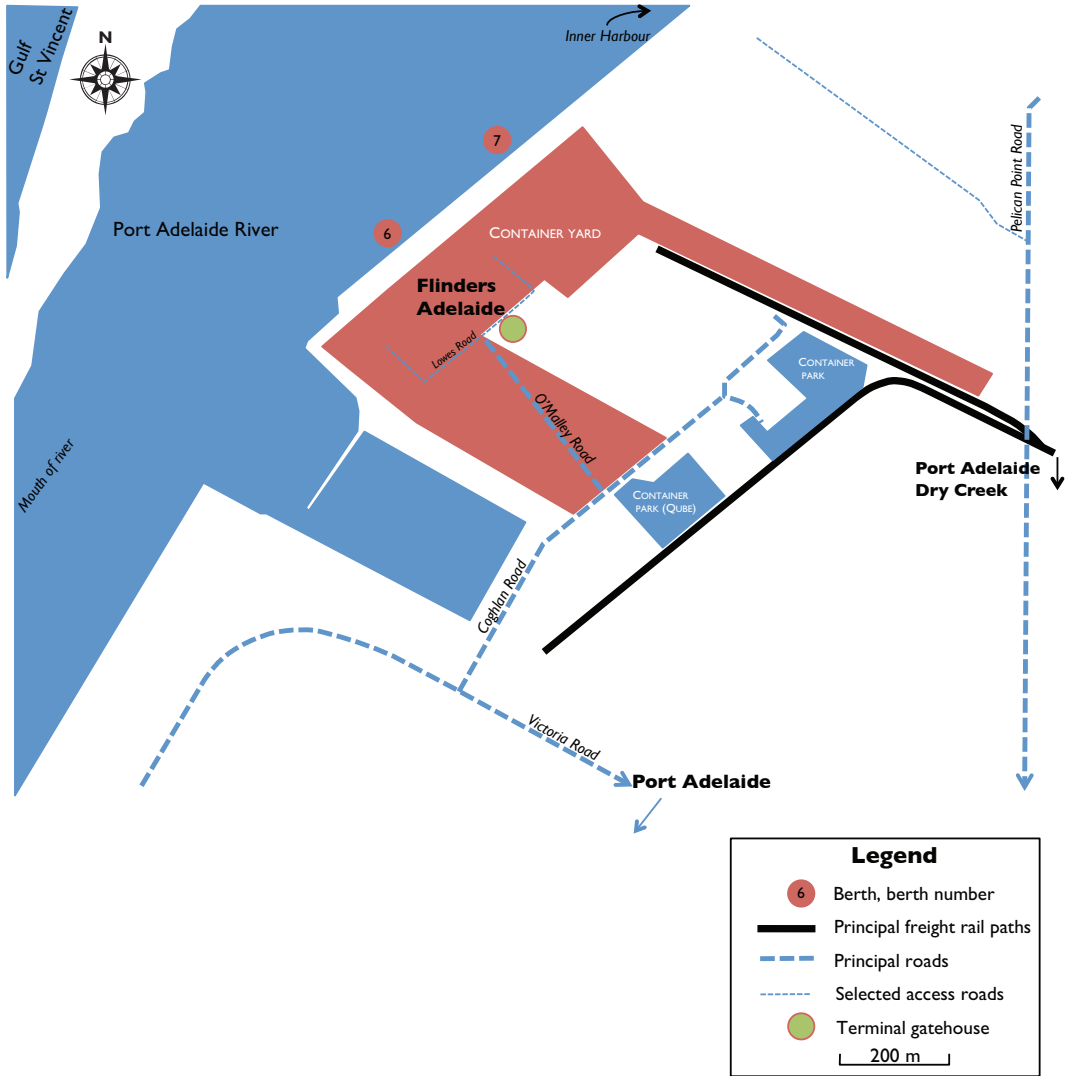 Gulf
St Vincent
N
Inner Harbour
7
6
Port Adelaide River
CONTAINER YARD
Pelican Point Road
Flinders
Adelaide
Lowes Road
O'Malley Road
CONTAINER
PARK
CONTAINER
PARK (QUBE)
Mouth of river
Port Adelaide
Dry Creek
Coghlan Road
Victoria Road
Port Adelaide
Legend
6 Berth, berth number
Principal freight rail paths
Principal roads
Selected access roads
Terminal gatehouse
200 m